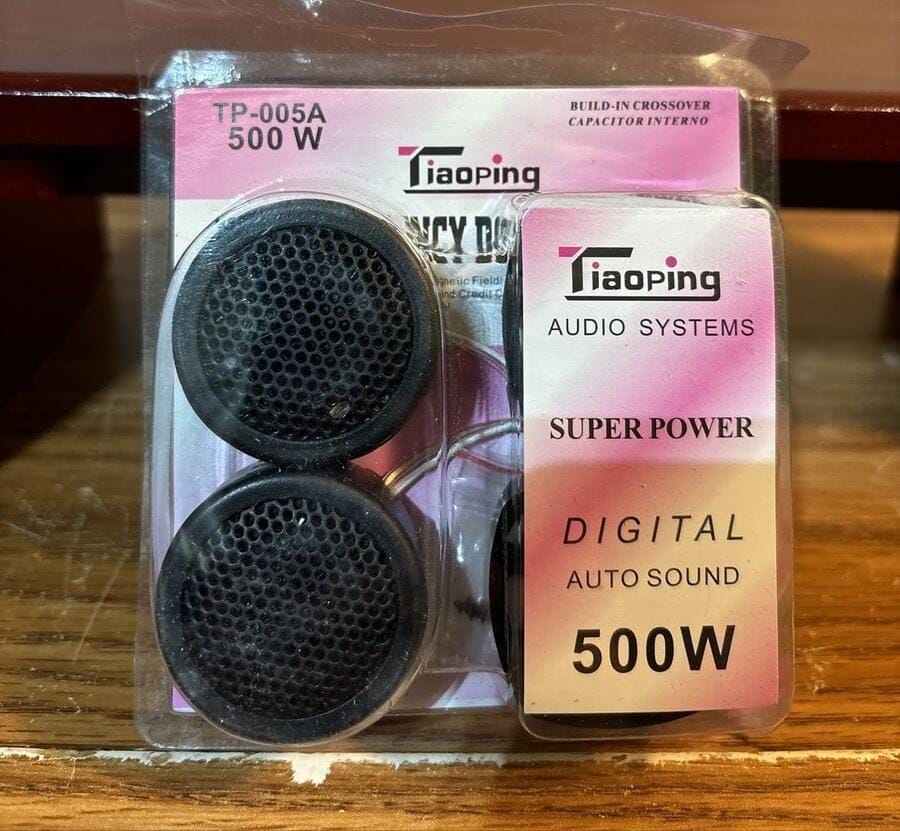 TP-005A
500 W
BUILD-IN CROSSOVER
CAPACITOR INTERNO
Tiaoping
Tiaoping
AUDIO SYSTEMS
SUPER POWER
DIGITAL
AUTO SOUND
500W